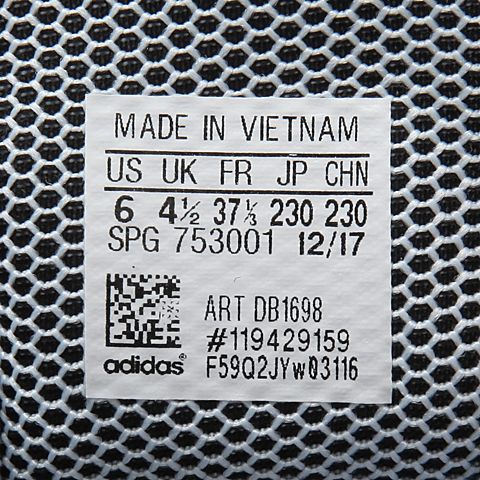 MADE IN VIETNAM
US UK FR JP CHN
6 4½ 37⅓ 230 230
SPG 753001 12/17
ART DB1698
#119429159
adidas® F59Q2JYw03116